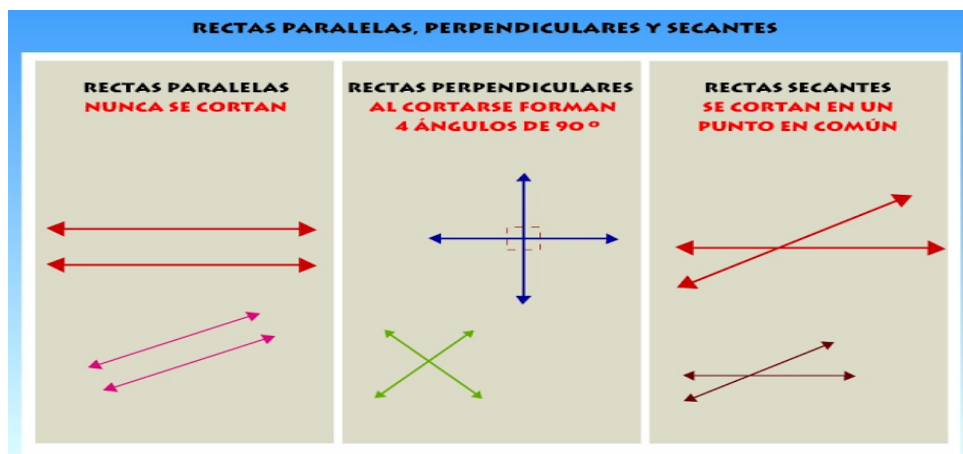 RECTAS PARALELAS, PERPENDICULARES Y SECANTES
RECTAS PARALELAS
NUNCA SE CORTAN
RECTAS PERPENDICULARES
AL CORTARSE FORMAN
4 ÁNGULOS DE 90 º
RECTAS SECANTES
SE CORTAN EN UN
PUNTO EN COMÚN